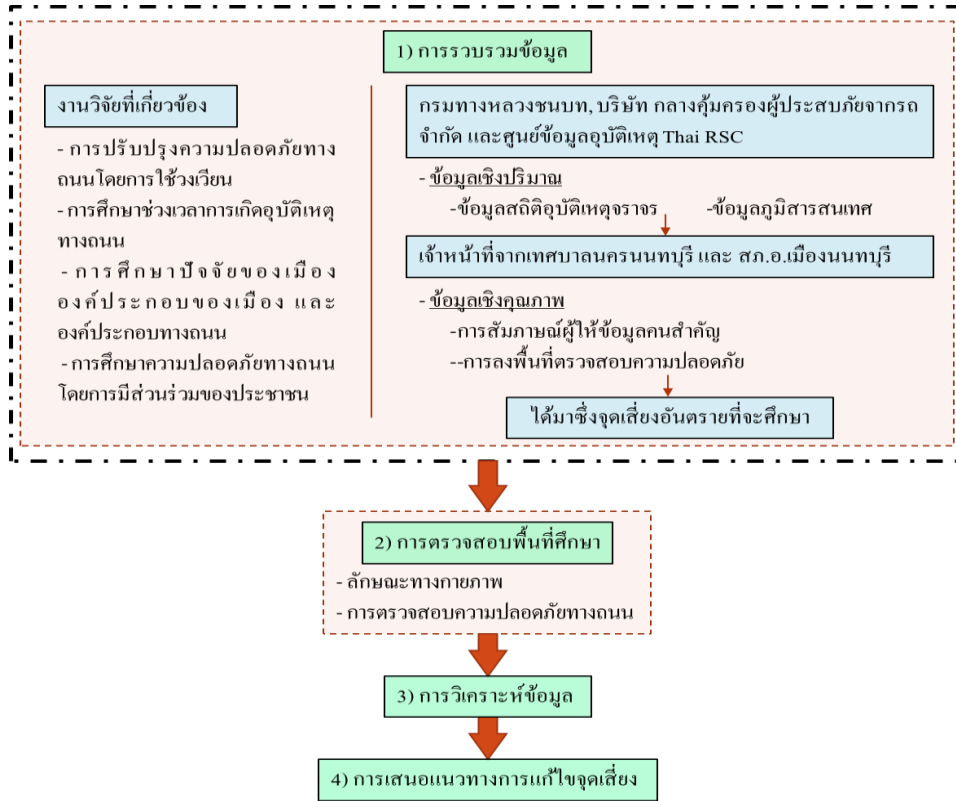 1) การรวบรวมข้อมูล
งานวิจัยที่เกี่ยวข้อง
- การปรับปรุงความปลอดภัยทาง
ถนนโดยการใช้วงเวียน
- การศึกษาช่วงเวลาการเกิดอุบัติเหตุ
ทางถนน
- การศึกษาปัจจัยของเมือง
องค์ประกอบของเมือง และ
องค์ประกอบทางถนน
- การศึกษาความปลอดภัยทางถนน
โดยการมีส่วนร่วมของประชาชน
กรมทางหลวงชนบท, บริษัท กลางคุ้มครองผู้ประสบภัยจากรถ
จำกัด และศูนย์ข้อมูลอุบัติเหตุ Thai RSC
- ข้อมูลเชิงปริมาณ
-ข้อมูลสถิติอุบัติเหตุจราจร -ข้อมูลภูมิสารสนเทศ
เจ้าหน้าที่จากเทศบาลนครนนทบุรี และ สภ.อ.เมืองนนทบุรี
- ข้อมูลเชิงคุณภาพ
-การสัมภาษณ์ผู้ให้ข้อมูลคนสำคัญ
--การลงพื้นที่ตรวจสอบความปลอดภัย
ได้มาซึ่งจุดเสี่ยงอันตรายที่จะศึกษา
2) การตรวจสอบพื้นที่ศึกษา
- ลักษณะทางกายภาพ
- การตรวจสอบความปลอดภัยทางถนน
3) การวิเคราะห์ข้อมูล
4) การเสนอแนวทางการแก้ไขจุดเสี่ยง